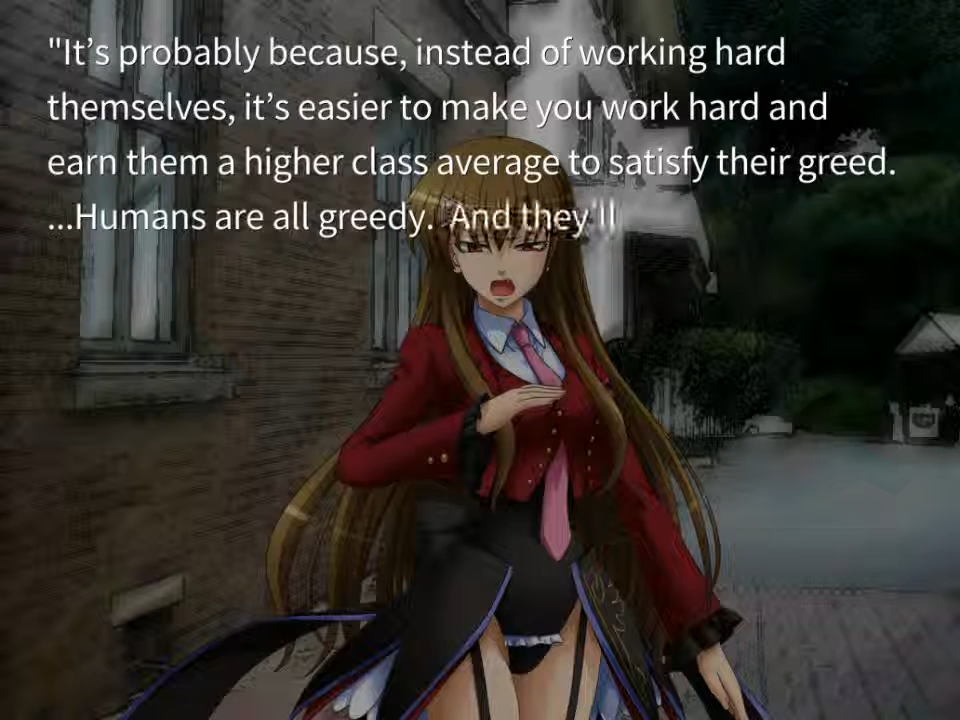 "It’s probably because, instead of working hard
themselves, it’s easier to make you work hard and
earn them a higher class average to satisfy their greed.
...Humans are all greedy. And they'll